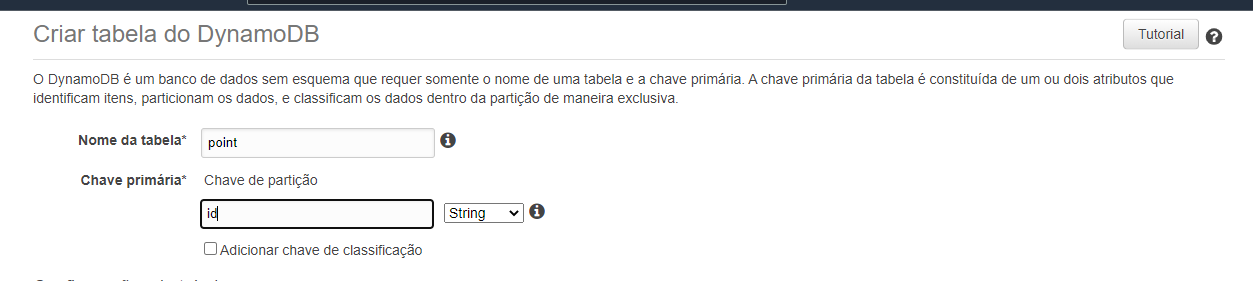 Criar tabela do DynamoDB
Tutorial
O DynamoDB é um banco de dados sem esquema que requer somente o nome de uma tabela e a chave primária. A chave primária da tabela é constituída de um ou dois atributos que
identificam itens, particionam os dados, e classificam os dados dentro da partição de maneira exclusiva.
Nome da tabela* point
Chave primária* Chave de partição
id String
Adicionar chave de classificação